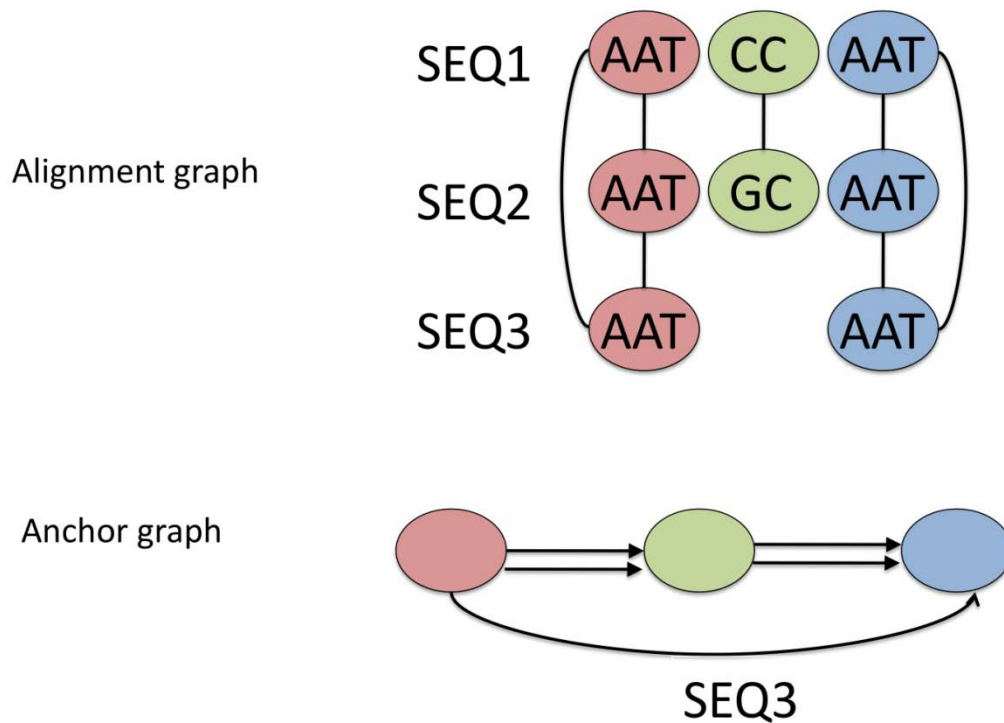 SEQ1 AAT CC AAT
Alignment graph
SEQ2 AAT GC AAT
SEQ3 AAT AAT
Anchor graph
SEQ3